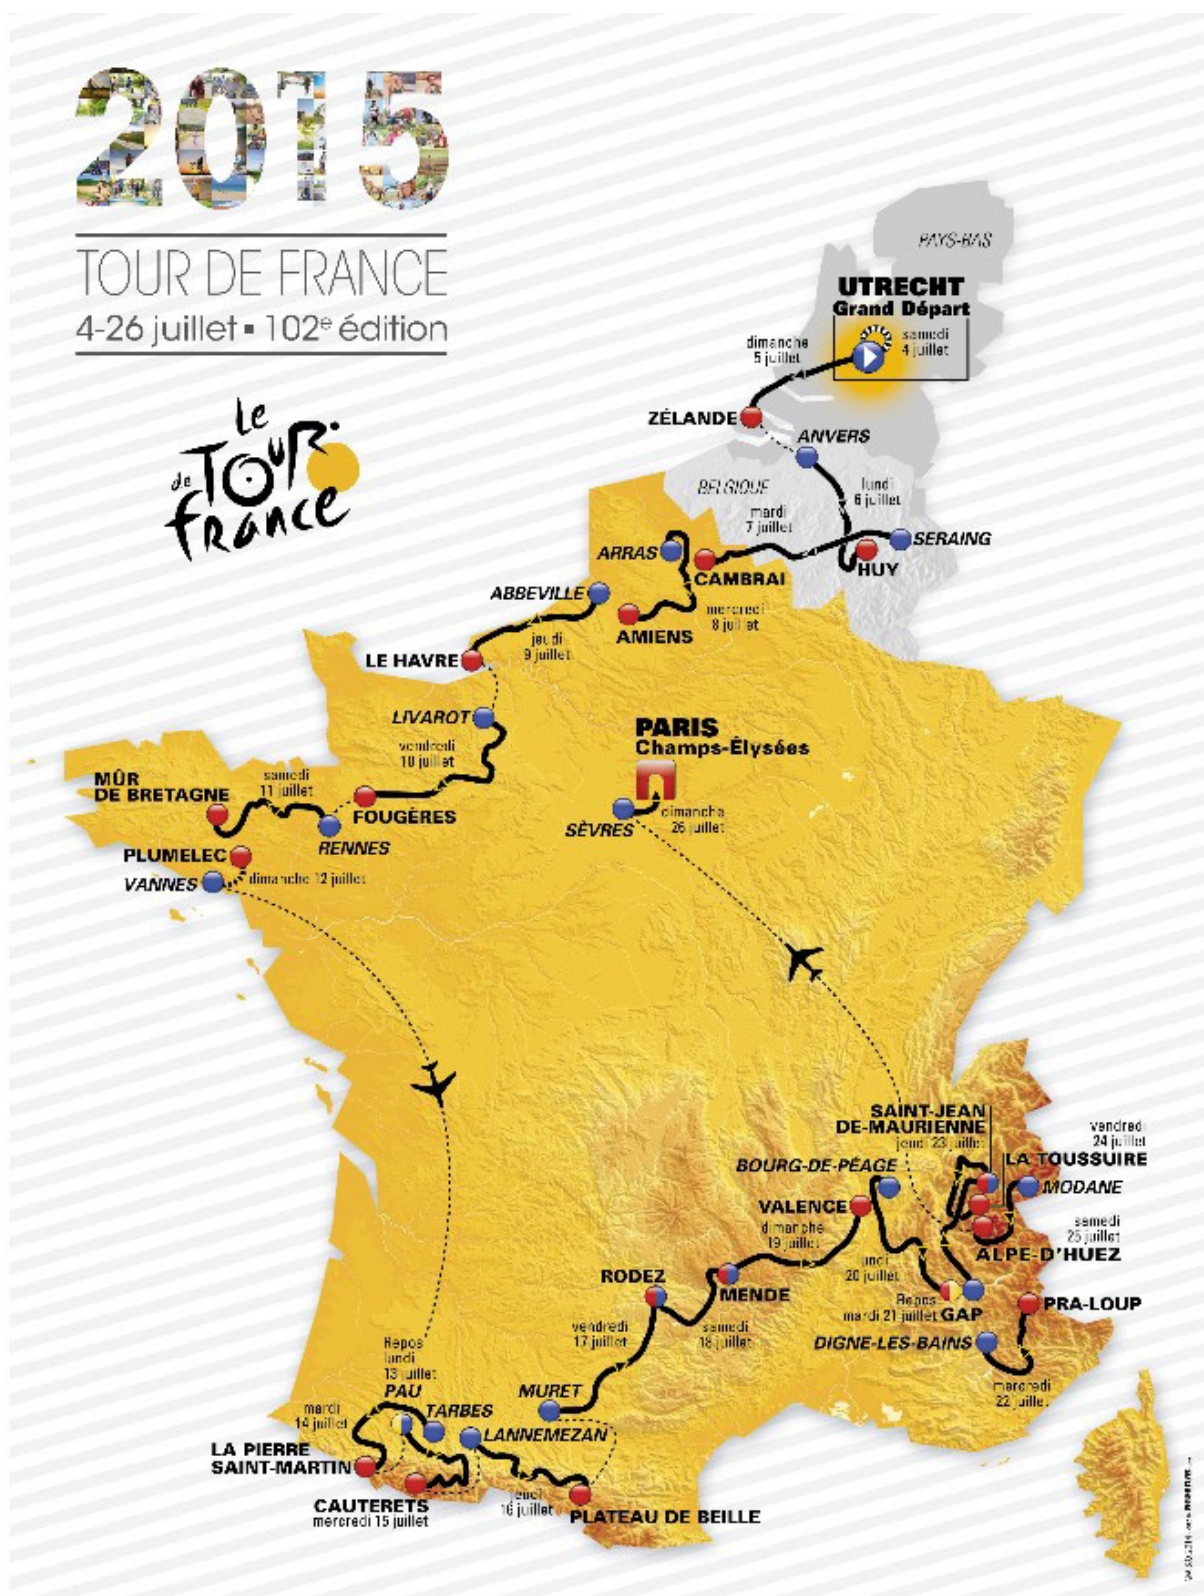 2015
TOUR DE FRANCE
4-26 juillet ▪ 102e édition
Le
TOUR
de
FRANCE
PAYS-BAS
UTRECHT
Grand Départ
samedi
4 juillet
dimanche
5 juillet
ZÉLANDE
ANVERS
BELGIQUE
lundi
6 juillet
mardi
7 juillet
SERAING
HUY
ARRAS
CAMBRAI
ABBEVILLE
mercredi
8 juillet
AMIENS
jeudi
9 juillet
LE HAVRE
LIVAROT
vendredi
10 juillet
PARIS
Champs-Élysées
dimanche
26 juillet
SÈVRES
samedi
11 juillet
MÛR
DE BRETAGNE
FOUGÈRES
RENNES
PLUMELEC
VANNES
dimanche 12 juillet
SAINT-JEAN
DE-MAURIENNE
jeudi 23 juillet
vendredi
24 juillet
LA TOUSSUIRE
BOURG-DE-PÉAGE
MODANE
VALENCE
dimanche
19 juillet
samedi
25 juillet
ALPE-D'HUEZ
lundi
20 juillet
RODEZ
MENDE
Repos
mardi 21 juillet
GAP
PRA-LOUP
vendredi
17 juillet
samedi
18 juillet
DIGNE-LES-BAINS
mercredi
22 juillet
Repos
lundi
13 juillet
PAU
mardi
14 juillet
TARBES
MURET
LANNEMEZAN
LA PIERRE
SAINT-MARTIN
CAUTERETS
mercredi 15 juillet
jeudi
16 juillet
PLATEAU DE BEILLE